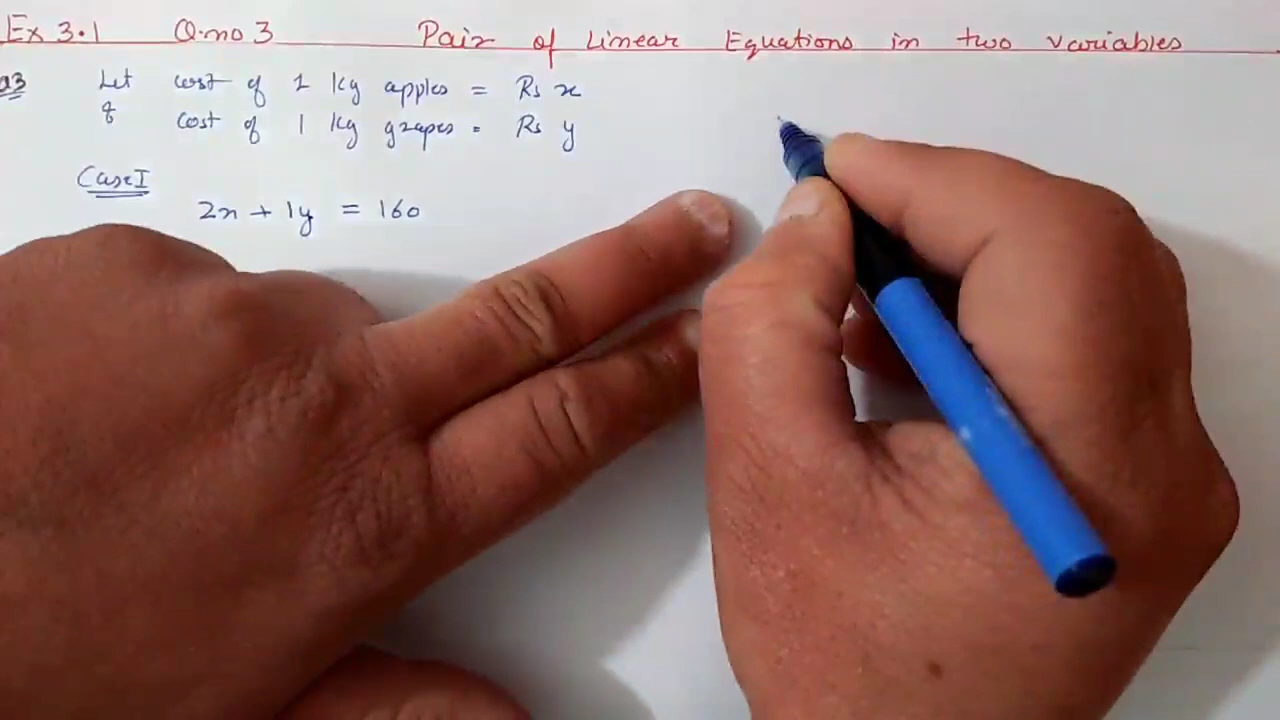 Ex 3.1 Q.no 3 Pair of Linear Equations in two variables
Q3 Let cost of 1 kg apples = Rs x
& cost of 1 kg grapes = Rs y
Case I
2x + 1y = 160